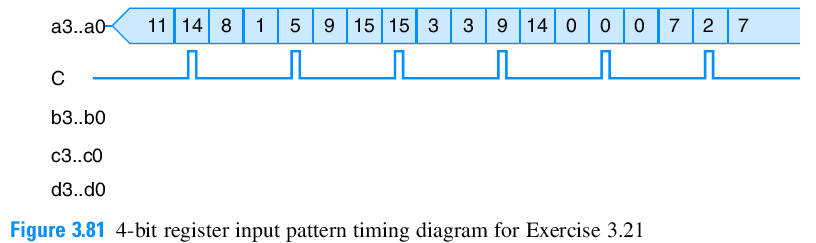 a3..a0 11 14 8 1 5 9 15 15 3 3 9 14 0 0 0 7 2 7
C
b3..b0
c3..c0
d3..d0
Figure 3.81 4-bit register input pattern timing diagram for Exercise 3.21